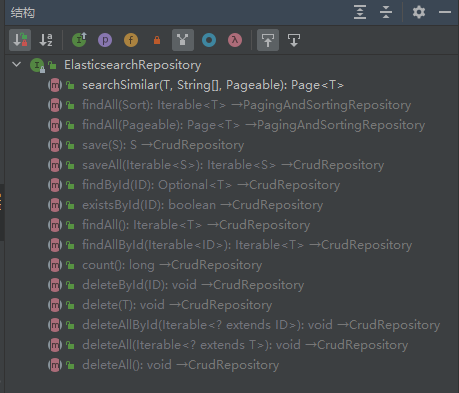 结构
ElasticsearchRepository
searchSimilar(T, String[], Pageable): Page<T>
findAll(Sort): Iterable<T> →PagingAndSortingRepository
findAll(Pageable): Page<T> →PagingAndSortingRepository
save(S): S →CrudRepository
saveAll(Iterable<S>): Iterable<S> →CrudRepository
findById(ID): Optional<T> →CrudRepository
existsById(ID): boolean →CrudRepository
findAll(): Iterable<T> →CrudRepository
findAllById(Iterable<ID>): Iterable<T> →CrudRepository
count(): long →CrudRepository
deleteById(ID): void →CrudRepository
delete(T): void →CrudRepository
deleteAllById(Iterable<? extends ID>): void →CrudRepository
deleteAll(Iterable<? extends T>): void →CrudRepository
deleteAll(): void →CrudRepository